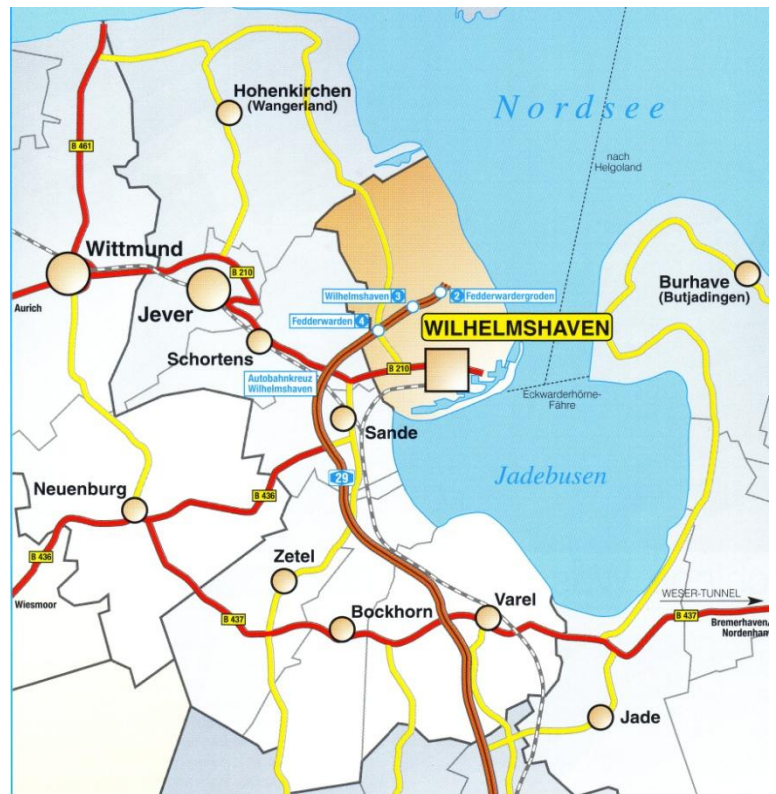 Hohenkirchen
(Wangerland)
Nordsee
B 461
nach
Helgoland
Wittmund
B 210
Burhave
(Butjadingen)
Aurich
Jever
Wilhelmshaven 3
2 Fedderwardergroden
Fedderwarden 4
WILHELMSHAVEN
Schortens
B 210
Autobahnkreuz
Wilhelmshaven
Eckwarderhörne-
Fähre
Sande
Jadebusen
29
Neuenburg
B 436
B 436
Zetel
Wiesmoor
Varel
WESER-TUNNEL
Bockhorn
B 437
B 437
Bremerhaven/
Nordenham
Jade